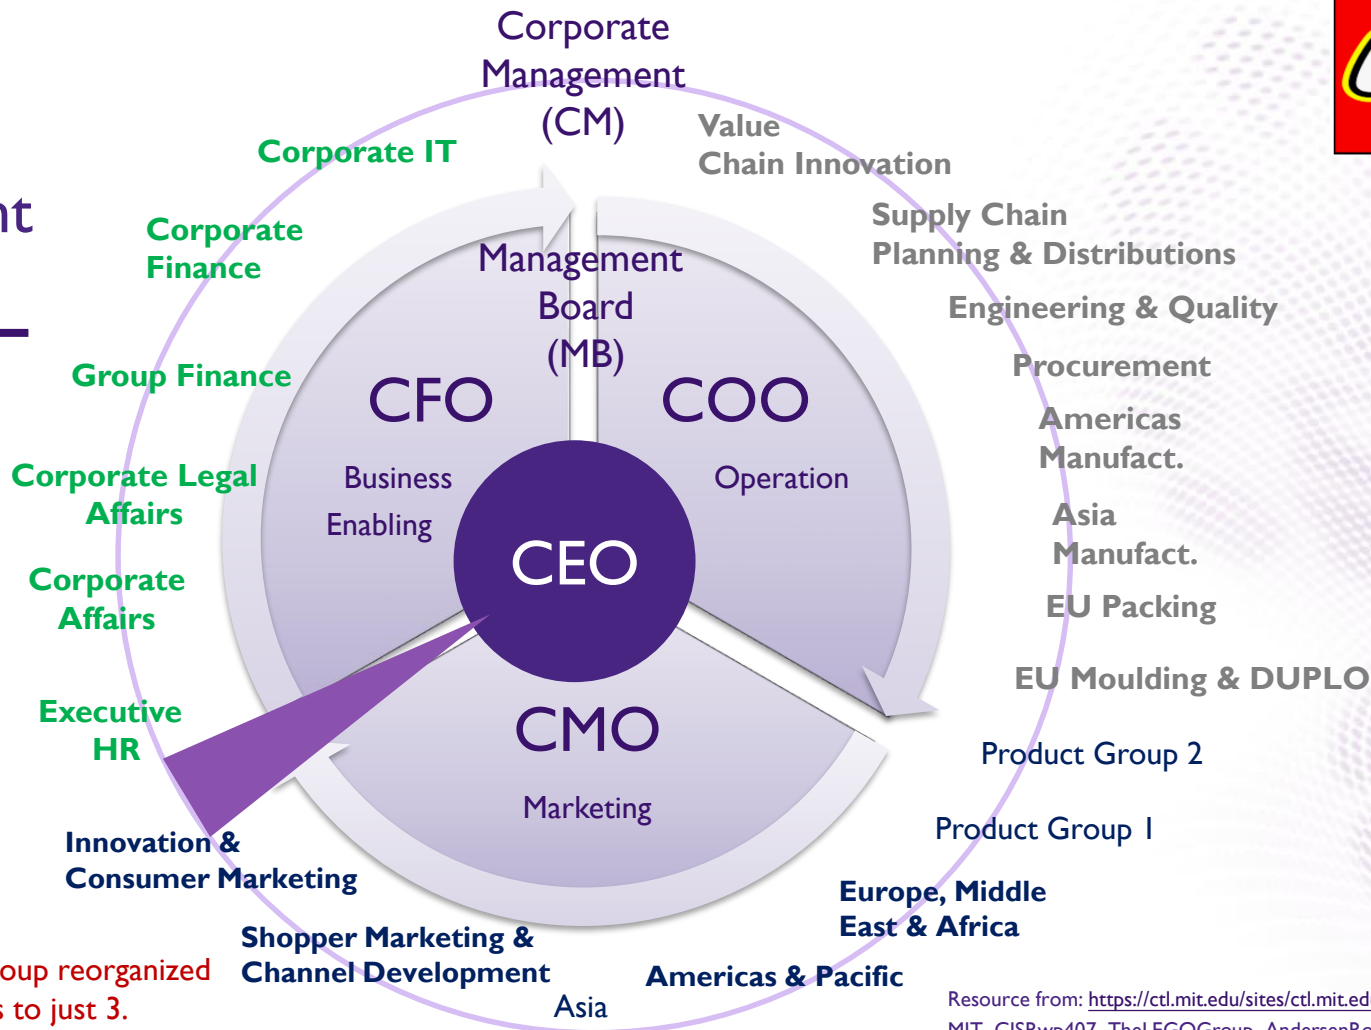 Corporate
Management
(CM)
Value
Chain Innovation
Corporate IT
Supply Chain
Planning & Distributions
Corporate
Finance
Management
Board
(MB)
Engineering & Quality
Procurement
Group Finance
CFO
COO
Americas
Manufact.
Corporate Legal
Affairs
Business
Enabling
Operation
Asia
Manufact.
CEO
Corporate
Affairs
EU Packing
EU Moulding & DUPLO
Executive
HR
CMO
Product Group 2
Marketing
Product Group 1
Innovation &
Consumer Marketing
Europe, Middle
East & Africa
Shopper Marketing &
Channel Development
Americas & Pacific
Asia
reorganized
to just 3.
Resource from: https://ctl.mit.edu/sites/ctl.mit.ed